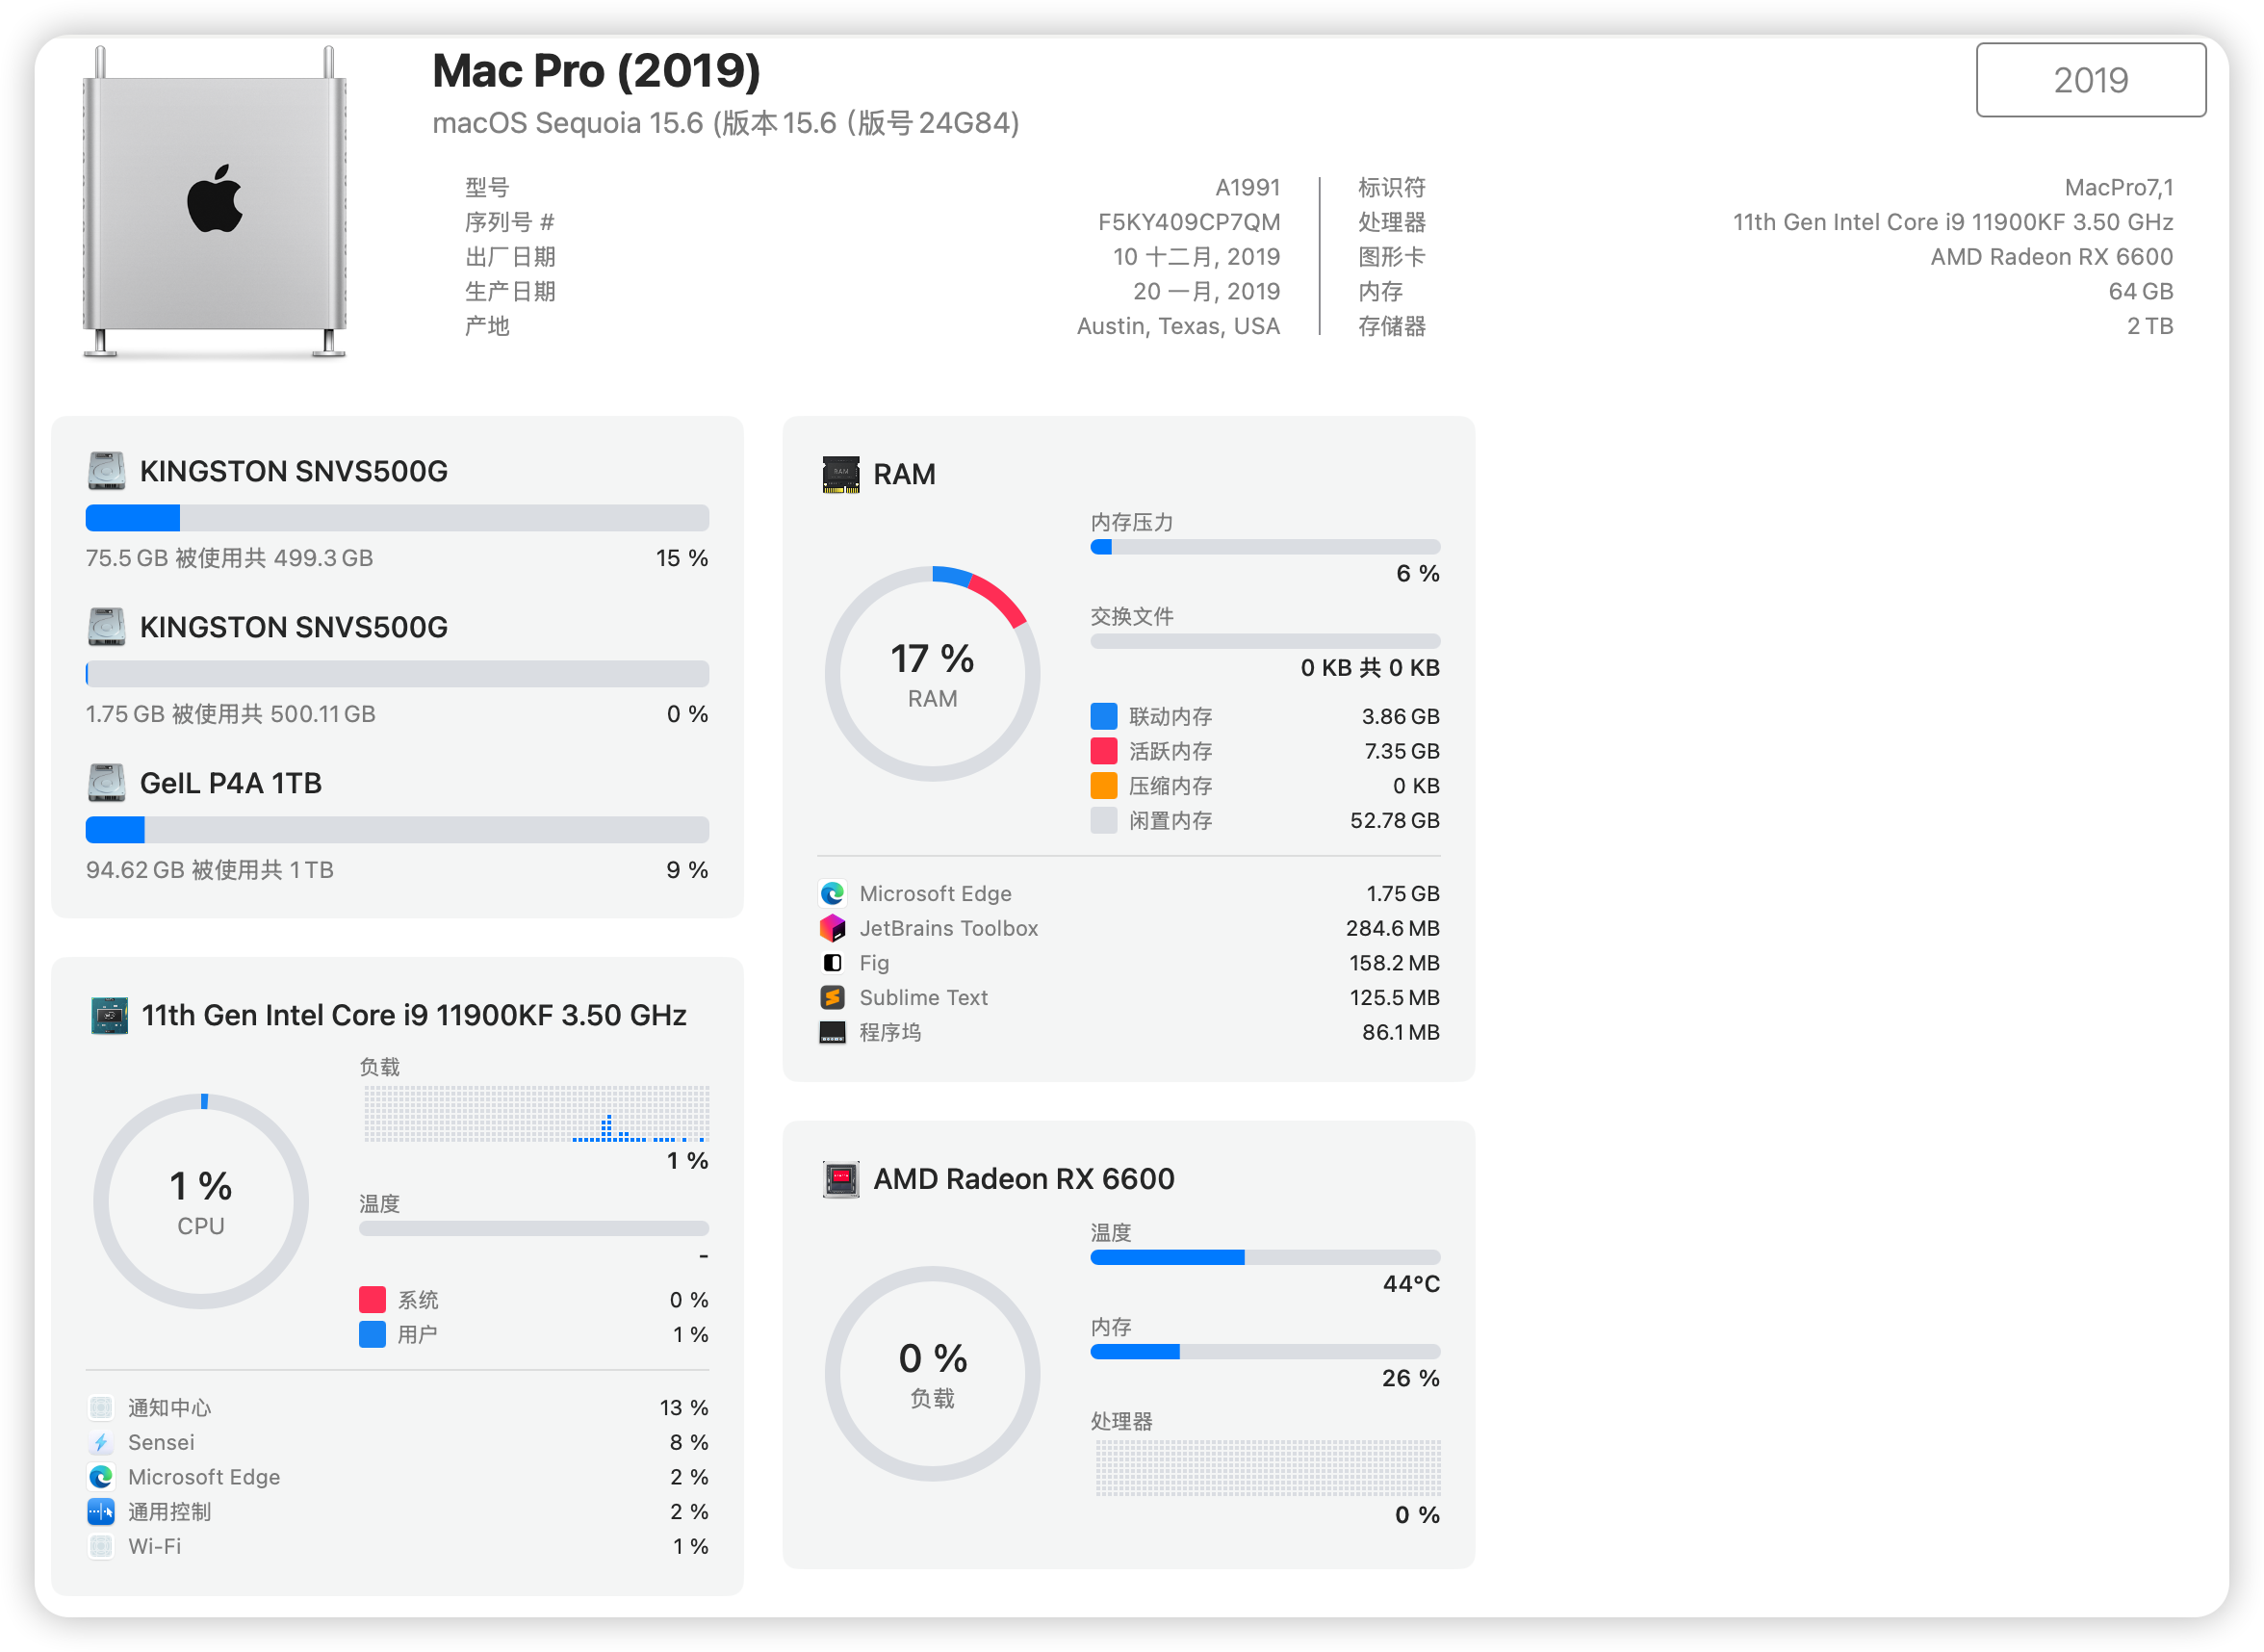 Mac Pro (2019)
2019
macOS Sequoia 15.6 (版本 15.6 (版号 24G84)
型号 A1991
序列号 # F5KY409CP7QM
出厂日期 10 十二月, 2019
生产日期 20 一月, 2019
产地 Austin, Texas, USA
标识符 MacPro7,1
处理器 11th Gen Intel Core i9 11900KF 3.50 GHz
图形卡 AMD Radeon RX 6600
内存 64 GB
存储器 2 TB
KINGSTON SNVS500G
75.5 GB 被使用共 499.3 GB 15 %
KINGSTON SNVS500G
1.75 GB 被使用共 500.11 GB 0 %
GeIL P4A 1TB
94.62 GB 被使用共 1 TB 9 %
11th Gen Intel Core i9 11900KF 3.50 GHz
1 %
CPU
负载
1 %
温度
-
系统 0 %
用户 1 %
通知中心 13 %
Sensei 8 %
Microsoft Edge 2 %
通用控制 2 %
Wi-Fi 1 %
RAM
RAM
17 %
RAM
内存压力
6 %
交换文件
0 KB 共 0 KB
联动内存 3.86 GB
活跃内存 7.35 GB
压缩内存 0 KB
闲置内存 52.78 GB
Microsoft Edge 1.75 GB
JetBrains Toolbox 284.6 MB
Fig 158.2 MB
Sublime Text 125.5 MB
程序坞 86.1 MB
AMD Radeon RX 6600
0 %
负载
温度
44°C
内存
26 %
处理器
0 %